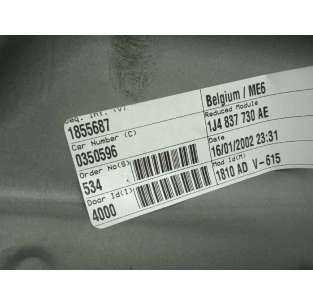 Seq. Int. (V)
1855687
Car Number (C)
0350596
Order No(S)
534
Door Id(I)
4000
Belgium / ME6
Reduced Module
1J4 837 730 AE
Date
16/01/2002 23:31
Mod Id(M)
1810 AD V-615